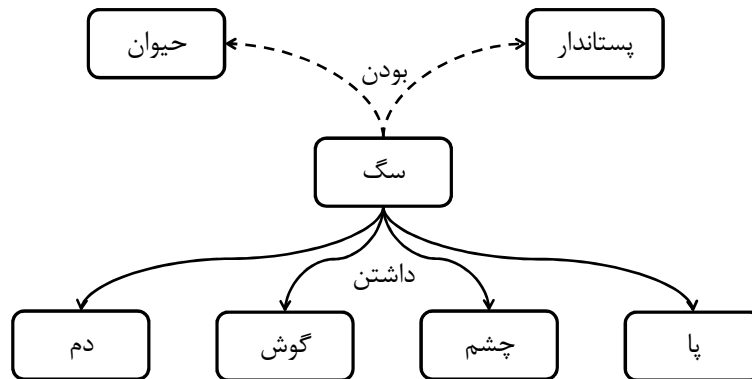 پستاندار
حیوان
بودن
سگ
داشتن
پا
چشم
گوش
دم